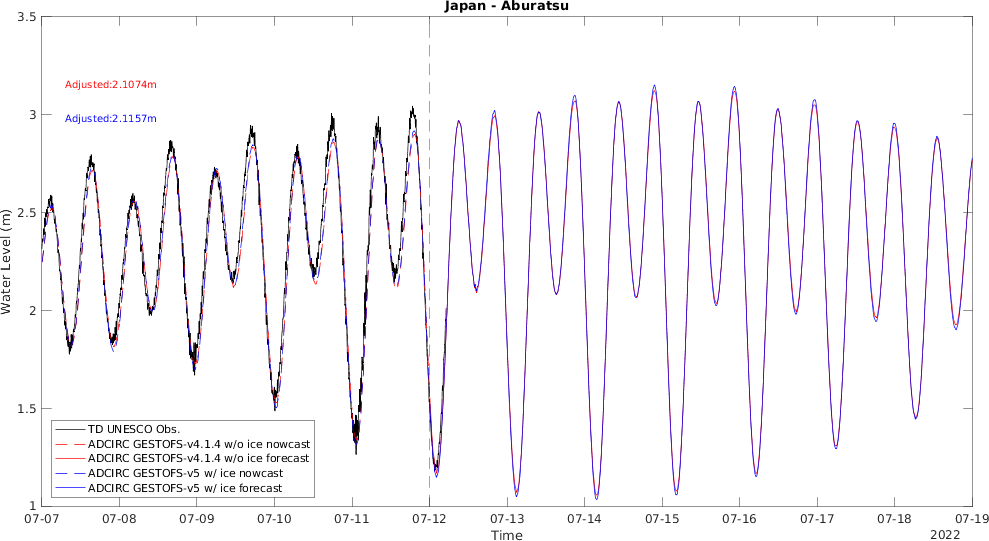 Japan - Aburatsu
3.5
Adjusted:2.1074m
3
Adjusted:2.1157m
2.5
Water Level (m)
2
1.5
TD UNESCO Obs.
ADCIRC GESTOFS-v4.1.4 w/o ice nowcast
ADCIRC GESTOFS-v4.1.4 w/o ice forecast
ADCIRC GESTOFS-v5 w/ ice nowcast
ADCIRC GESTOFS-v5 w/ ice forecast
1
07-07 07-08 07-09 07-10 07-11 07-12 07-13 07-14 07-15 07-16 07-17 07-18 07-19
Time
2022